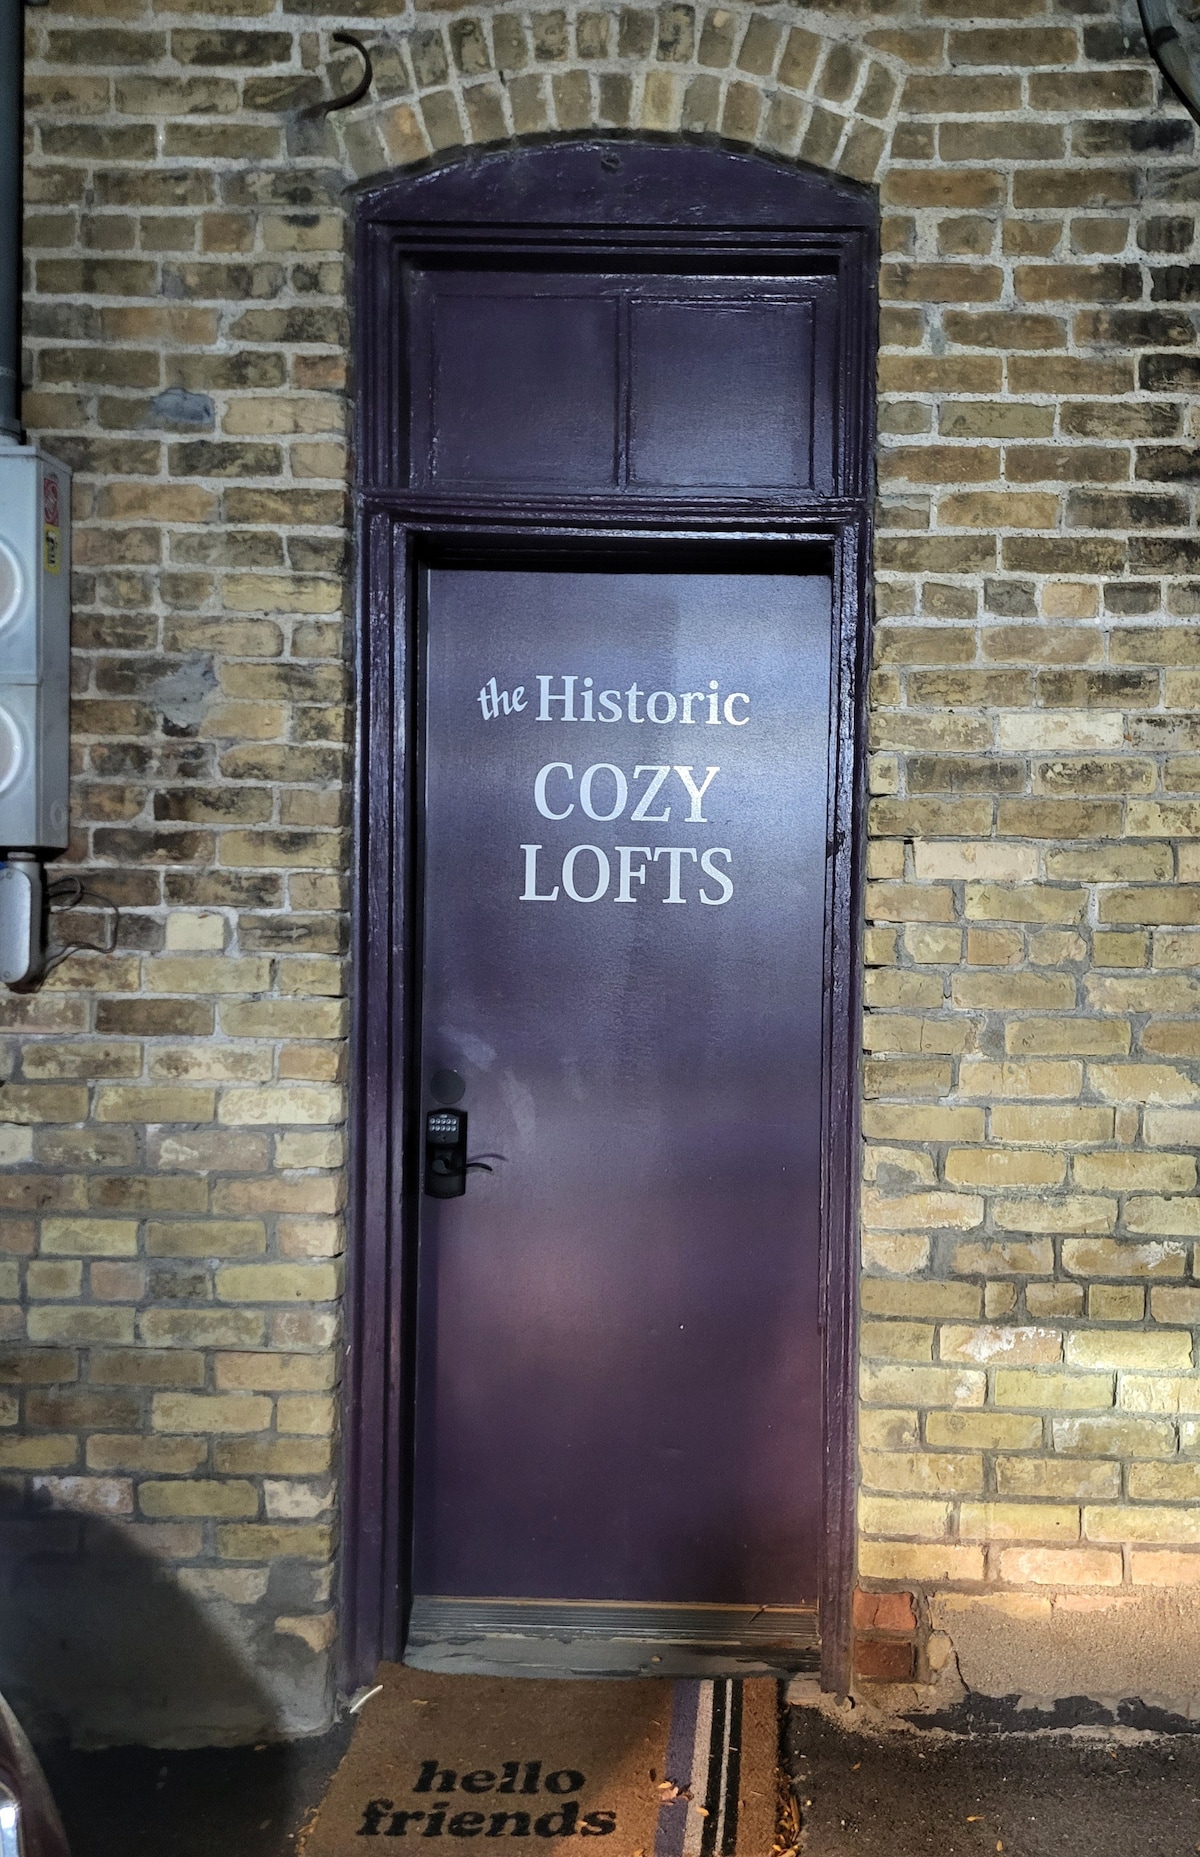 the Historic
COZY
LOFTS
hello
friends